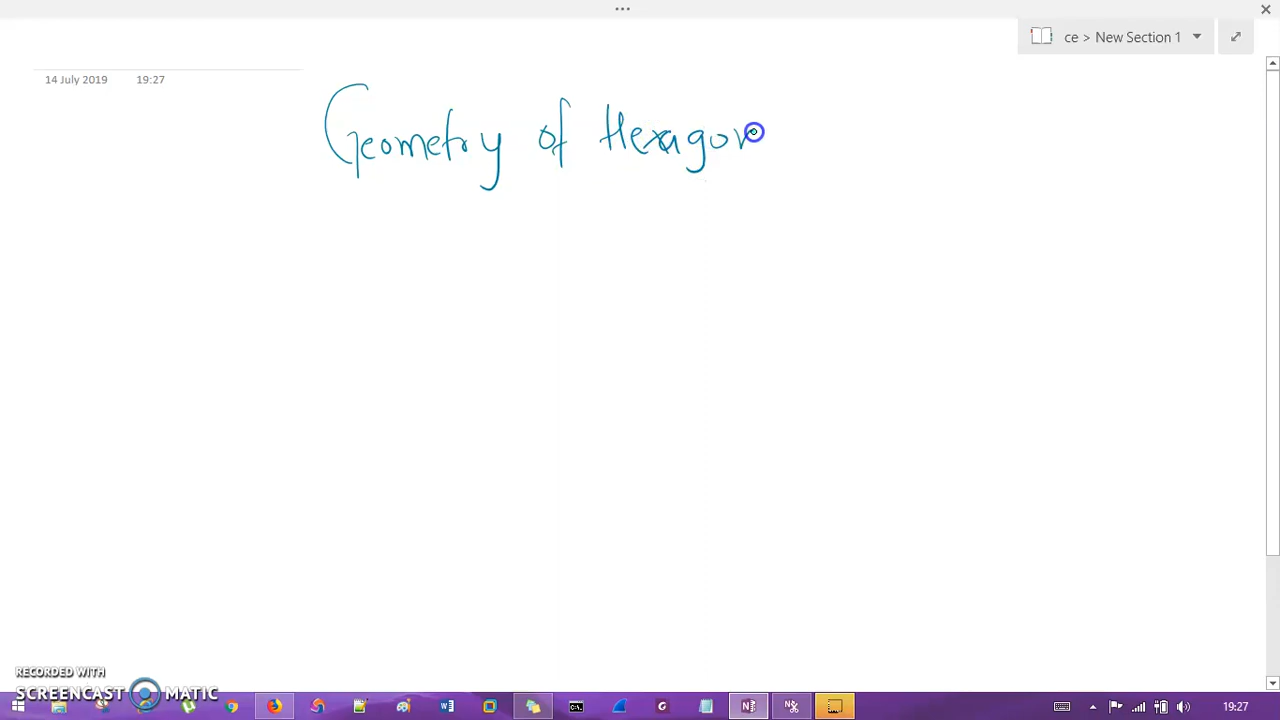 ce > New Section 1
14 July 2019 19:27
Geometry of Hexagon
RECORDED WITH
SCREENCAST MATIC
19:27